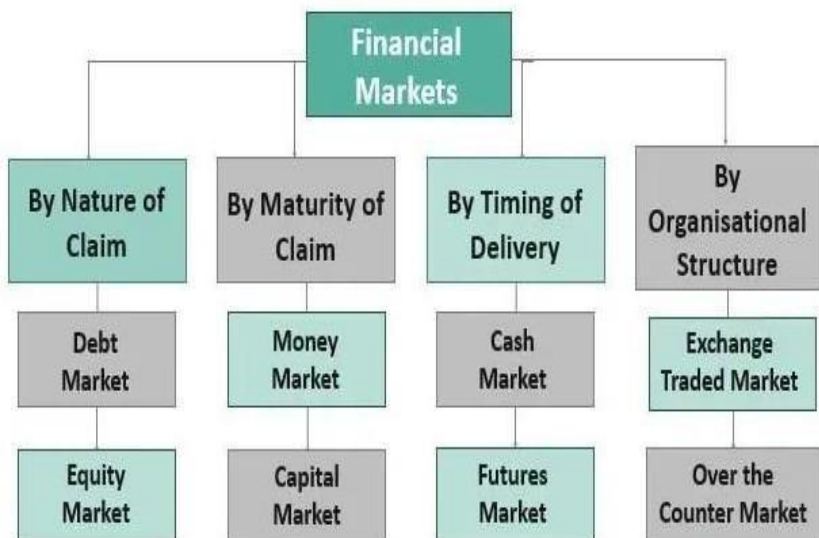 Financial
Markets
By Nature of
Claim
By Maturity of
Claim
By Timing of
Delivery
By
Organisational
Structure
Debt
Market
Money
Market
Cash
Market
Exchange
Traded Market
Equity
Market
Capital
Market
Futures
Market
Over the
Counter Market